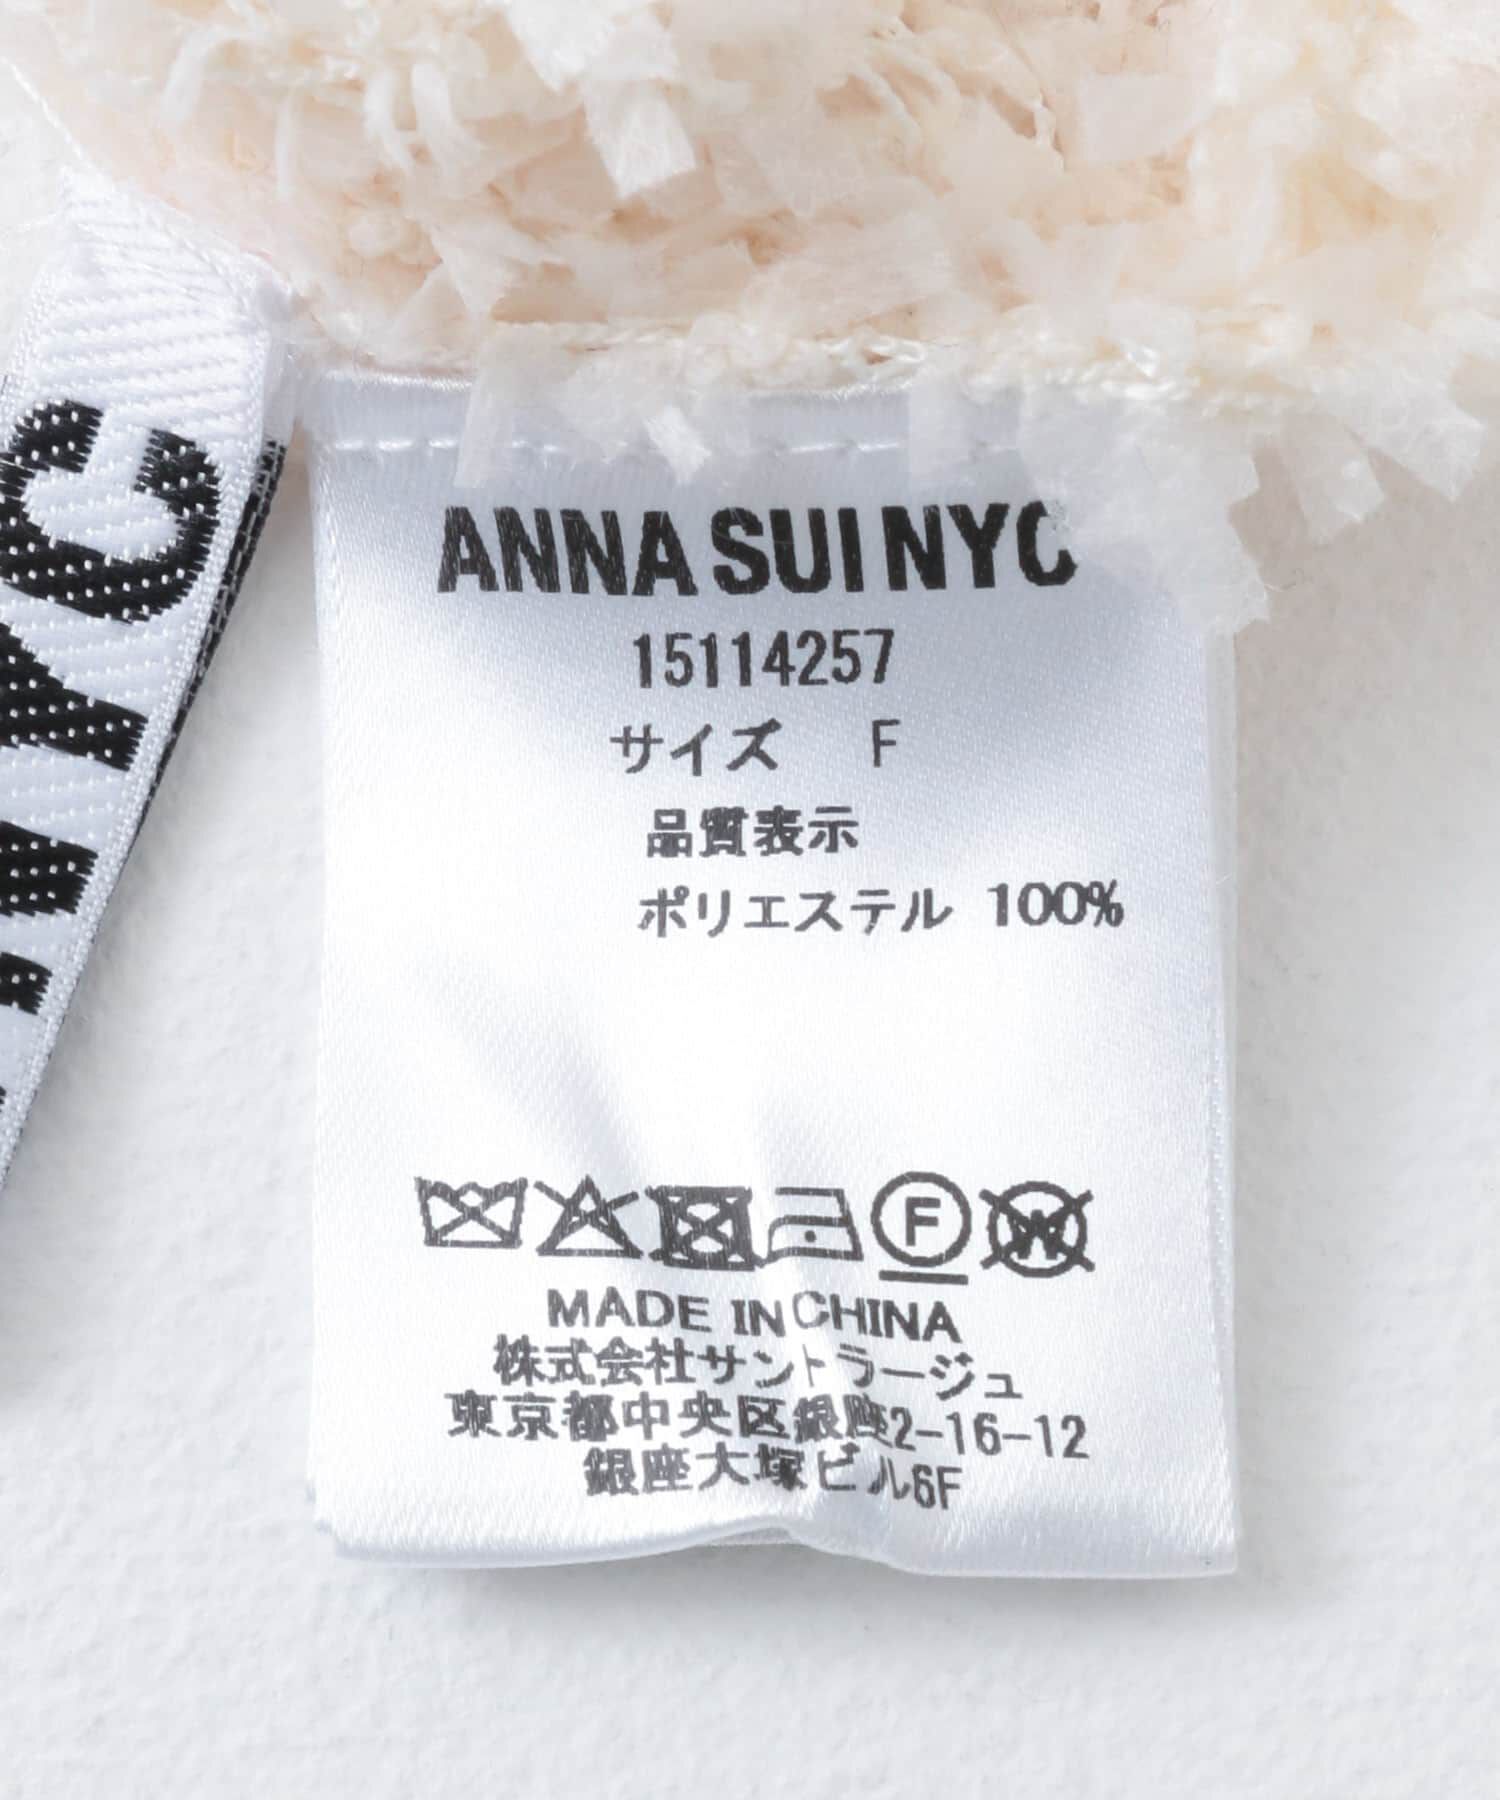 NYC
ANNA SUI NYC
15114257
サイズ F
品質表示
ポリエステル 100%
F
W
MADE IN CHINA
株式会社サントラージュ
東京都中央区銀座2-16-12
銀座大塚ビル6F